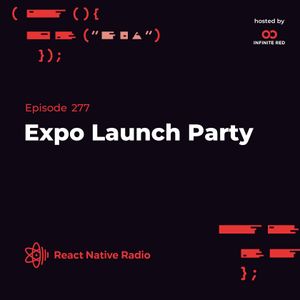 ( (){
("
");
});
hosted by
INFINITE RED
Episode 277
Expo Launch Party
React Native Radio
};